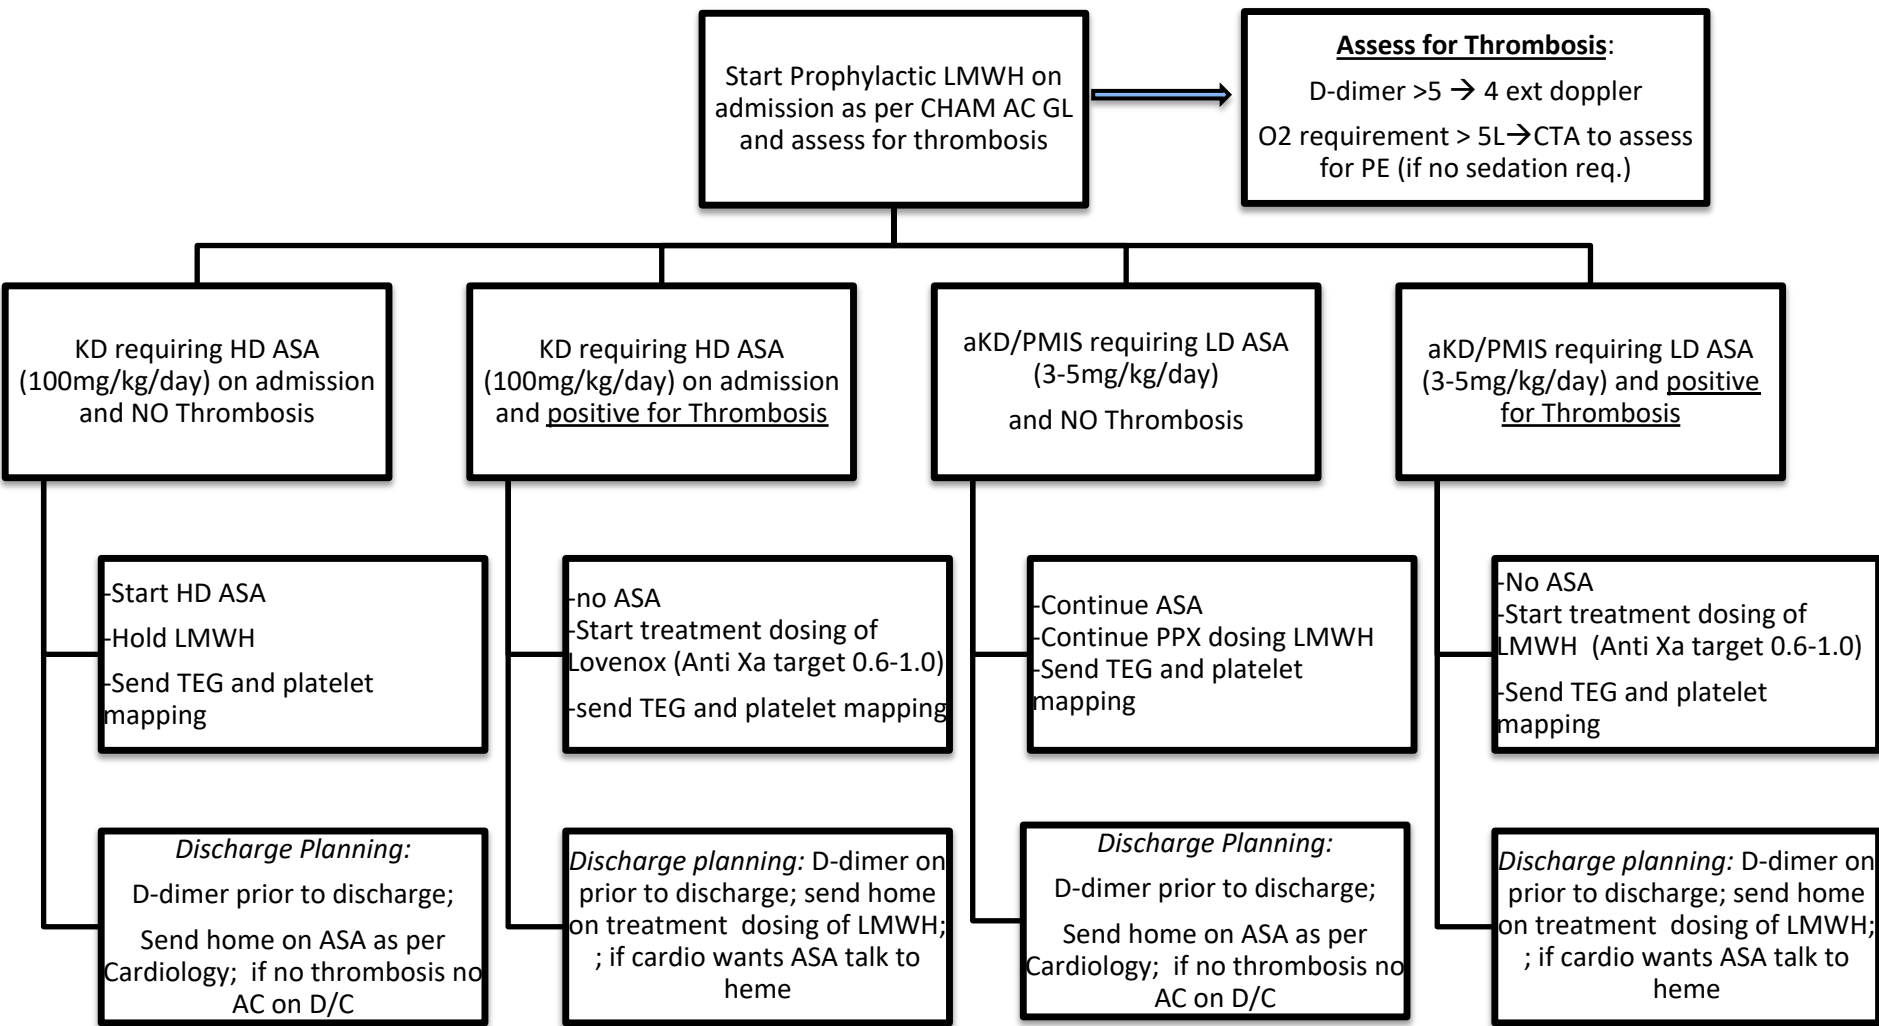 Start Prophylactic LMWH on
admission as per CHAM AC GL
and assess for thrombosis
Assess for Thrombosis:
D-dimer >5 → 4 ext doppler
O2 requirement > 5L→CTA to assess
for PE (if no sedation req.)
KD requiring HD ASA
(100mg/kg/day) on admission
and NO Thrombosis
KD requiring HD ASA
(100mg/kg/day) on admission
and positive for Thrombosis
aKD/PMIS requiring LD ASA
(3-5mg/kg/day)
and NO Thrombosis
aKD/PMIS requiring LD ASA
(3-5mg/kg/day) and positive
for Thrombosis
-Start HD ASA
-Hold LMWH
-Send TEG and platelet
mapping
-no ASA
-Start treatment dosing of
Lovenox (Anti Xa target 0.6-1.0)
-send TEG and platelet mapping
-Continue ASA
-Continue PPX dosing LMWH
-Send TEG and platelet
mapping
-No ASA
-Start treatment dosing of
LMWH (Anti Xa target 0.6-1.0)
-Send TEG and platelet
mapping
Discharge Planning:
D-dimer prior to discharge;
Send home on ASA as per
Cardiology; if no thrombosis no
AC on D/C
Discharge planning: D-dimer on
prior to discharge; send home
on treatment dosing of LMWH;
; if cardio wants ASA talk to
heme
Discharge Planning:
D-dimer prior to discharge;
Send home on ASA as per
Cardiology; if no thrombosis no
AC on D/C
Discharge planning: D-dimer on
prior to discharge; send home
on treatment dosing of LMWH;
; if cardio wants ASA talk to
heme